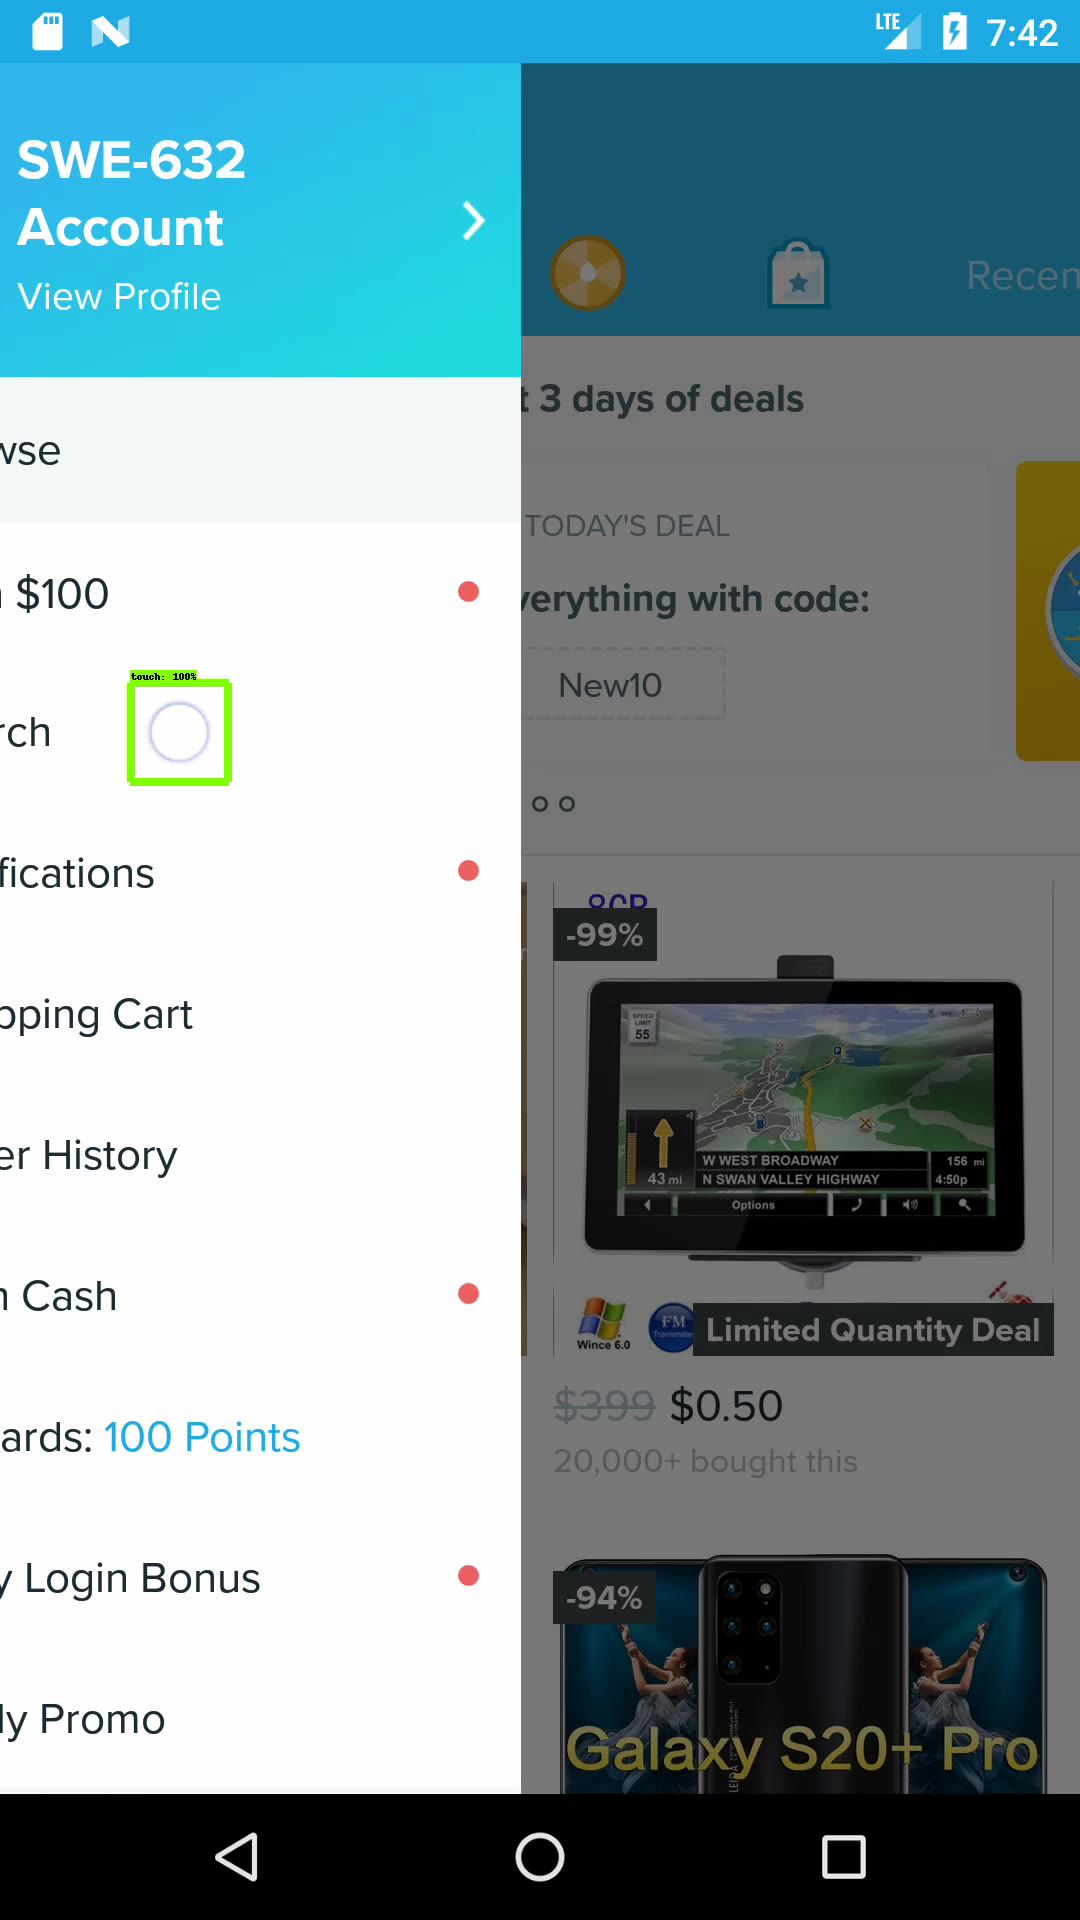 LTE 7:42
SWE-632
Account
View Profile
Recen
wse
t 3 days of deals
TODAY'S DEAL
$100
verything with code:
New10
touch: 100%
rch
fications
-99%
SPEED
LIMIT
55
pping Cart
W WEST BROADWAY
156 mi
N SWAN VALLEY HIGHWAY
4:50p
43 mi
Options
er History
n Cash
FM
Transmitter
Wince 6.0
Limited Quantity Deal
$399 $0.50
20,000+ bought this
ards: 100 Points
y Login Bonus
-94%
ly Promo
Galaxy S20+ Pro